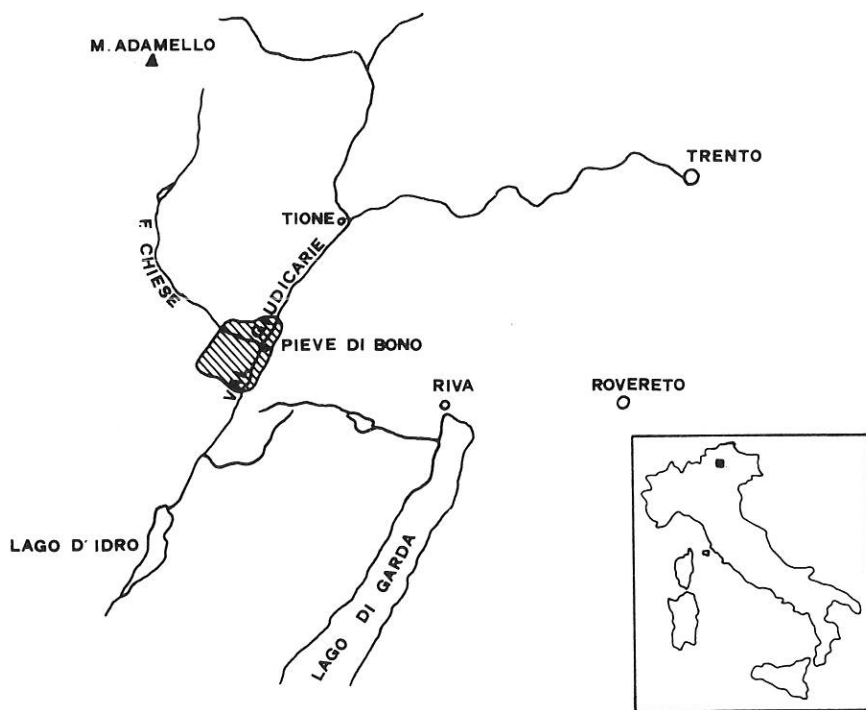 M. ADAMELLO
TRENTO
TIONE
F. CHIESE
GIUDICARIE
PIEVE DI BONO
RIVA
ROVERETO
LAGO D'IDRO
LAGO DI GARDA